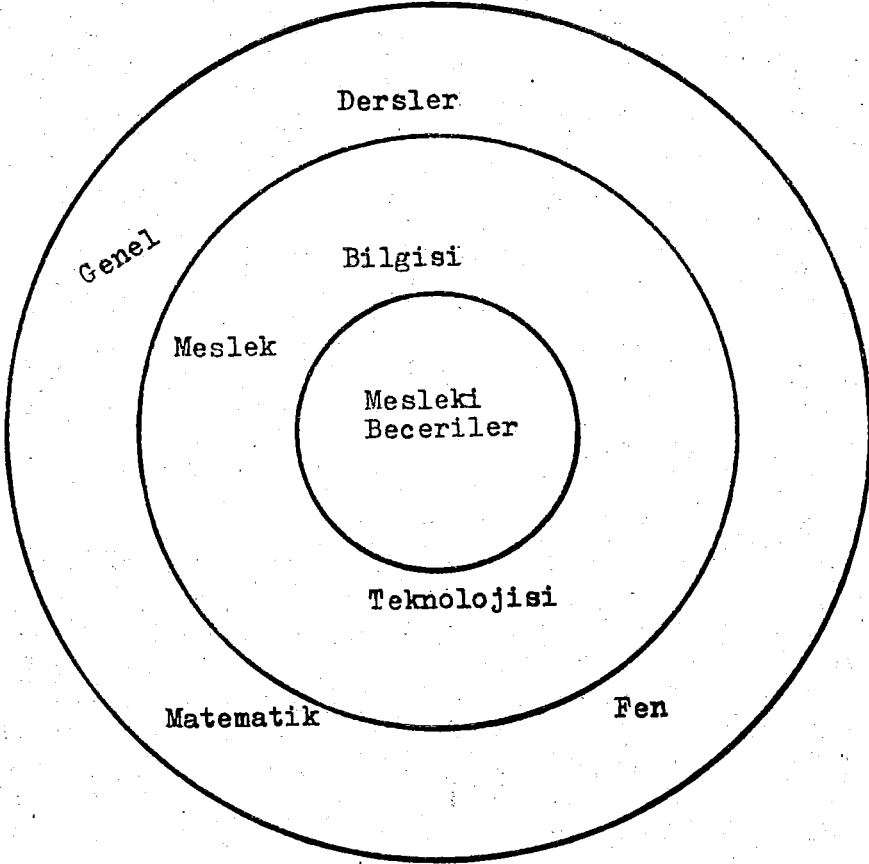 Dersler
Genel
Bilgisi
Meslek
Mesleki
Beceriler
Teknolojisi
Matematik
Fen